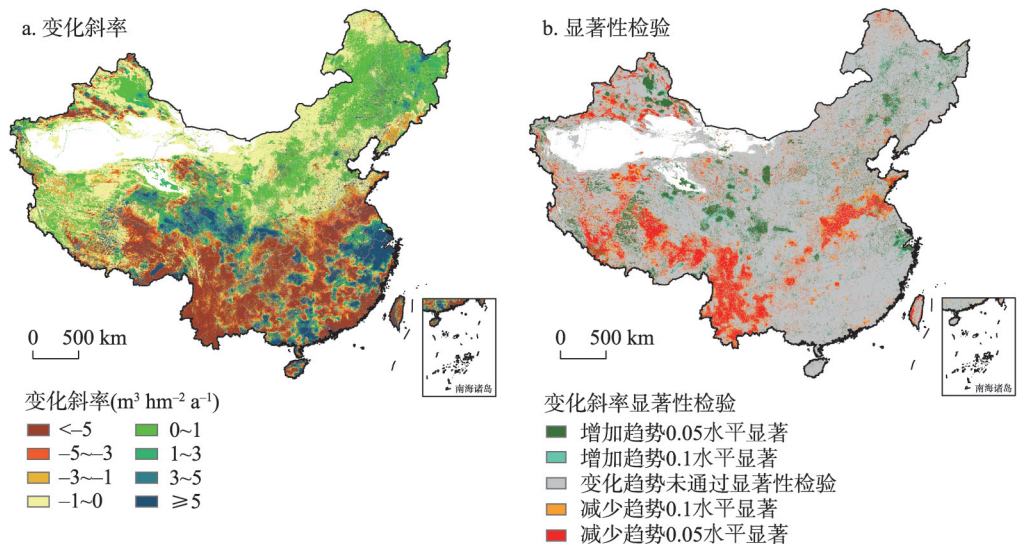 a. 变化斜率
b. 显著性检验
0 500 km
南海诸岛
0 500 km
南海诸岛
变化斜率(m³ hm⁻² a⁻¹)
<–5
–5~–3
–3~–1
–1~0
0~1
1~3
3~5
≥5
变化斜率显著性检验
增加趋势0.05水平显著
增加趋势0.1水平显著
变化趋势未通过显著性检验
减少趋势0.1水平显著
减少趋势0.05水平显著